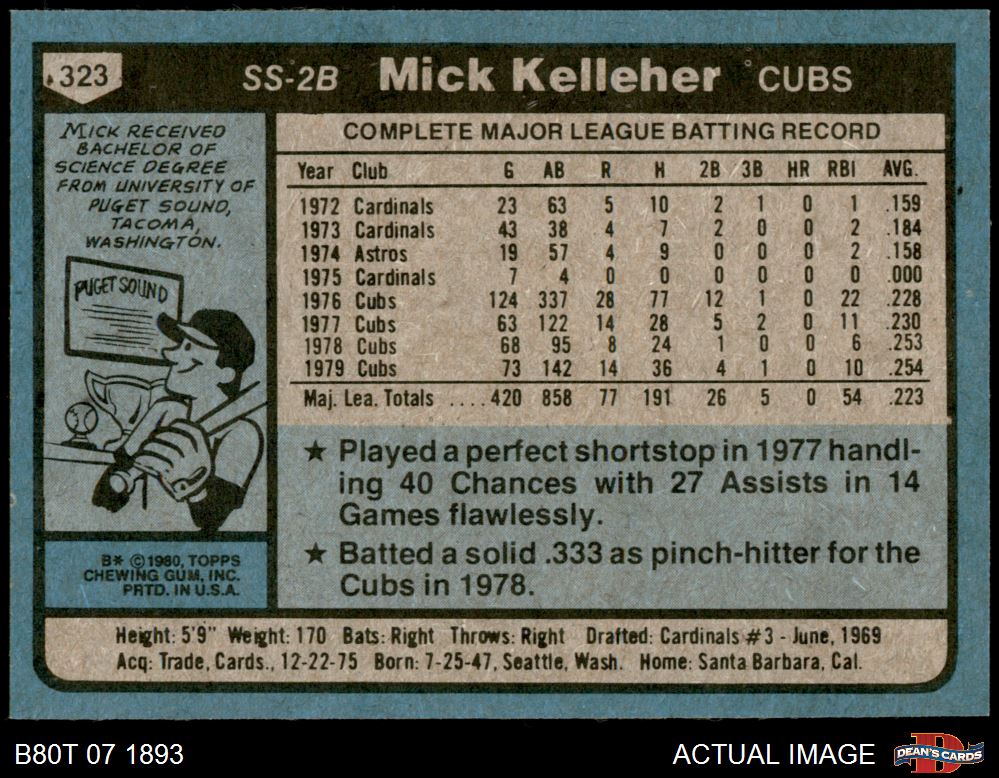 323 SS-2B Mick Kelleher CUBS
MICK RECEIVED
BACHELOR OF
SCIENCE DEGREE
FROM UNIVERSITY OF
PUGET SOUND,
TACOMA,
WASHINGTON.
PUGET SOUND
B* ©1980, TOPPS
CHEWING GUM, INC.
PRTD. IN U.S.A.
COMPLETE MAJOR LEAGUE BATTING RECORD
Year Club G AB R H 2B 3B HR RBI AVG.
1972 Cardinals 23 63 5 10 2 1 0 1 .159
1973 Cardinals 43 38 4 7 2 0 0 2 .184
1974 Astros 19 57 4 9 0 0 0 2 .158
1975 Cardinals 7 4 0 0 0 0 0 0 .000
1976 Cubs 124 337 28 77 12 1 0 22 .228
1977 Cubs 63 122 14 28 5 2 0 11 .230
1978 Cubs 68 95 8 24 1 0 0 6 .253
1979 Cubs 73 142 14 36 4 1 0 10 .254
Maj. Lea. Totals ....420 858 77 191 26 5 0 54 .223
★ Played a perfect shortstop in 1977 handl-
ing 40 Chances with 27 Assists in 14
Games flawlessly.
★ Batted a solid .333 as pinch-hitter for the
Cubs in 1978.
Height: 5'9" Weight: 170 Bats: Right Throws: Right Drafted: Cardinals #3 - June, 1969
Acq: Trade, Cards., 12-22-75 Born: 7-25-47, Seattle, Wash. Home: Santa Barbara, Cal.
B80T 07 1893 ACTUAL IMAGE DEAN'S CARDS